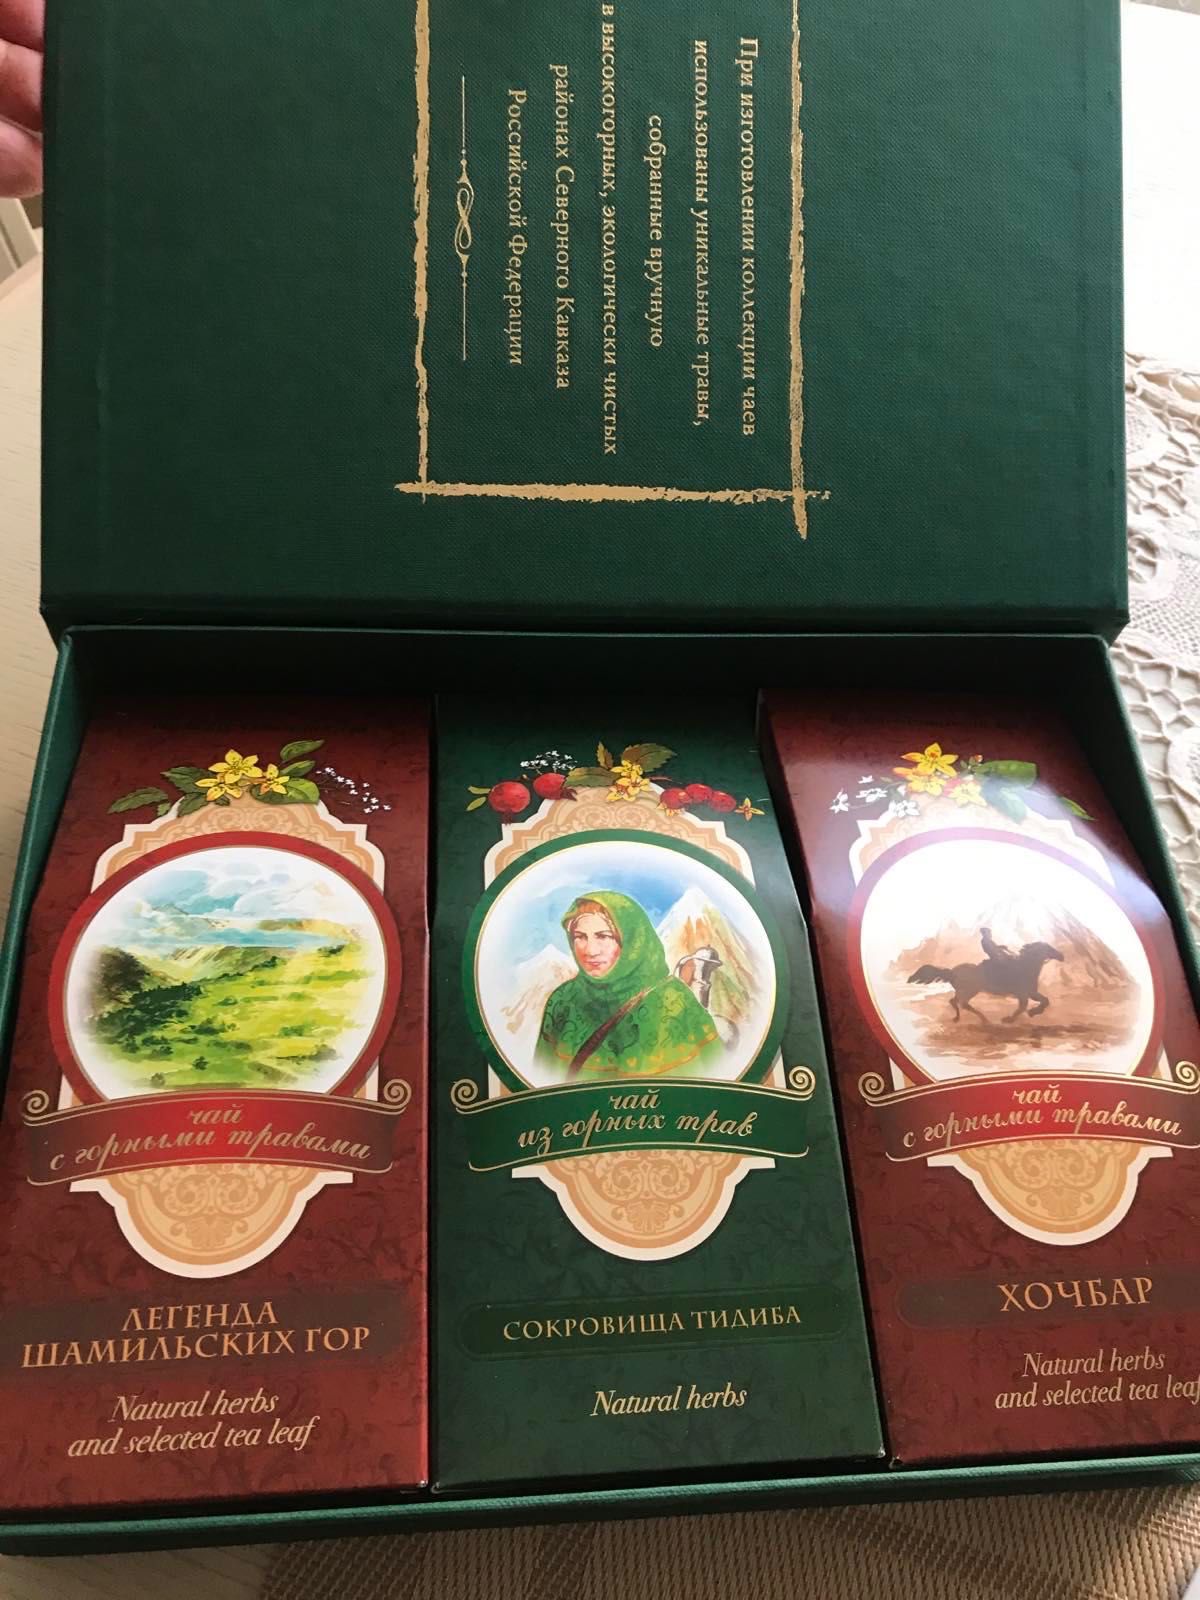 При изготовлении коллекции чаев
использованы уникальные травы,
собранные вручную
в высокогорных, экологически чистых
районах Северного Кавказа
Российской Федерации
чай
с горными травами
ЛЕГЕНДА
ШАМИЛЬСКИХ ГОР
Natural herbs
and selected tea leaf
чай
из горных трав
СОКРОВИЩА ТИДИБА
Natural herbs
чай
с горными травами
ХОЧБАР
Natural herbs
and selected tea leaf